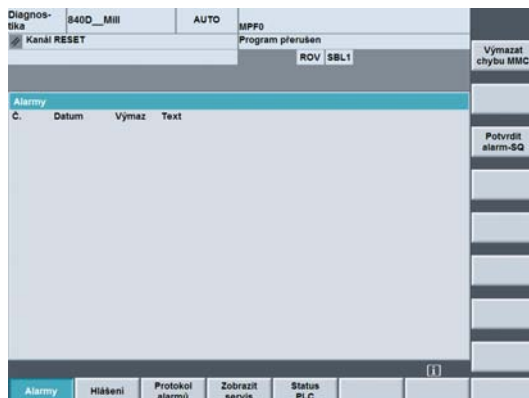 Diagnos-
tika
840D__Mill
AUTO
MPF0
Kanál RESET
Program přerušen
ROV SBL1
Alarmy
Č. Datum Výmaz Text
Výmazat
chybu MMC
Potvrdit
alarm-SQ
[i]
Alarmy
Hlášení
Protokol
alarmů
Zobrazit
servis
Status
PLC